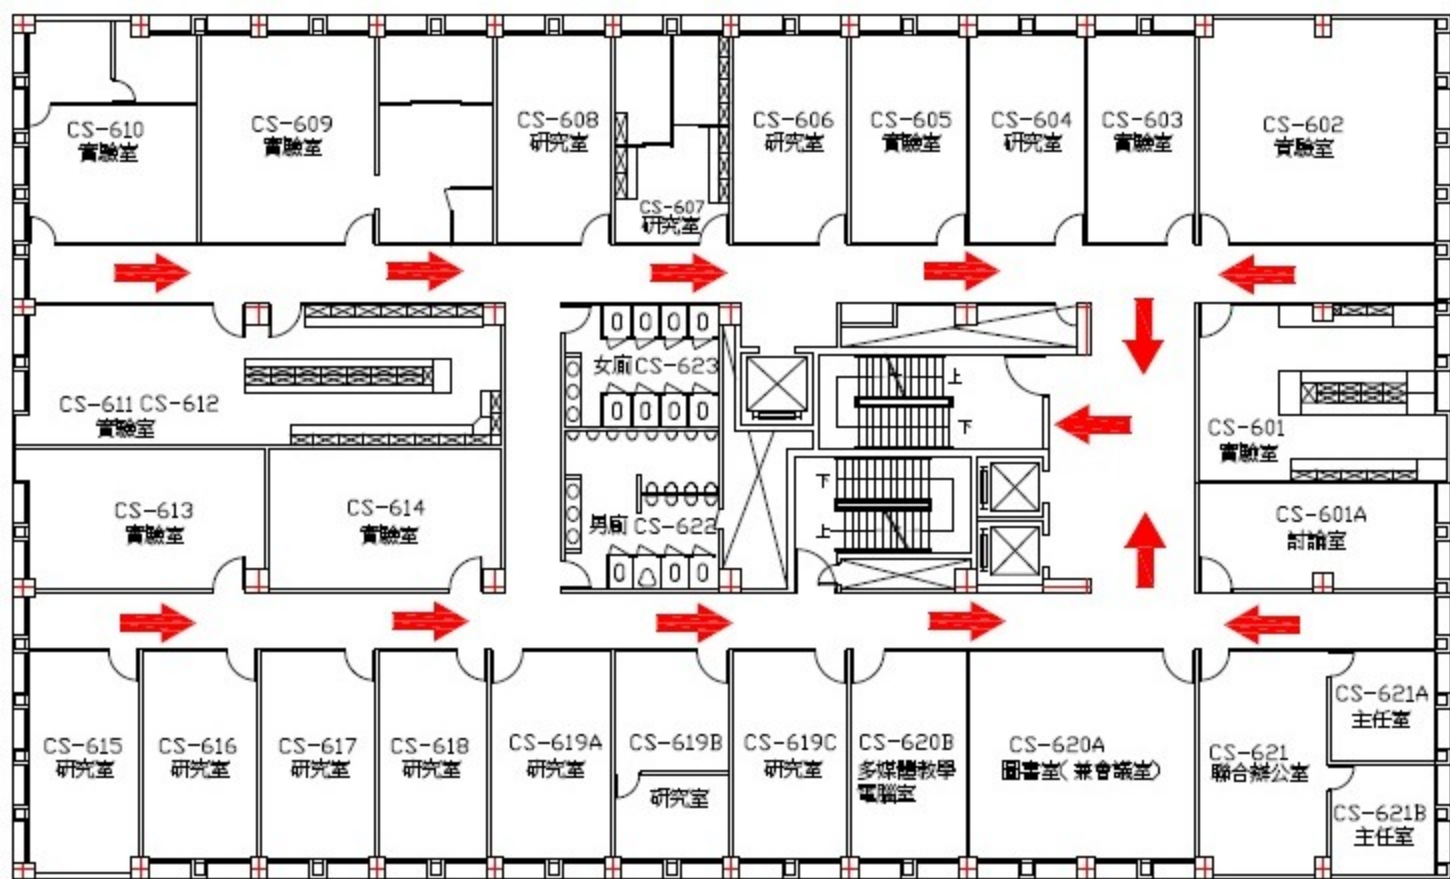 CS-610
實驗室
CS-609
實驗室
CS-608
研究室
CS-607
研究室
CS-606
研究室
CS-605
實驗室
CS-604
研究室
CS-603
實驗室
CS-602
實驗室
CS-611 CS-612
實驗室
女廁 CS-623
上
下
CS-601
實驗室
CS-613
實驗室
CS-614
實驗室
男廁 CS-622
下
上
CS-601A
討論室
CS-615
研究室
CS-616
研究室
CS-617
研究室
CS-618
研究室
CS-619A
研究室
CS-619B
研究室
CS-619C
研究室
CS-620B
多媒體教學
電腦室
CS-620A
圖書室(兼會議室)
CS-621
聯合辦公室
CS-621A
主任室
CS-621B
主任室